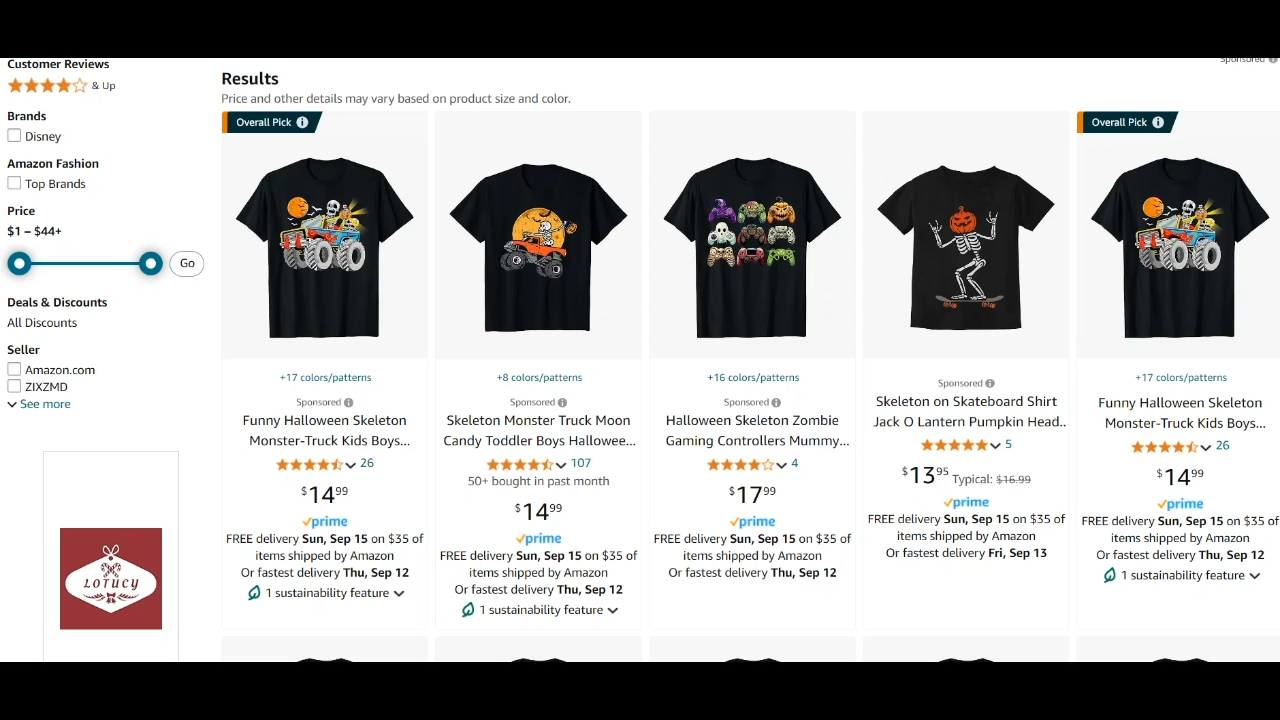 Sponsored
Customer Reviews
& Up
Brands
Disney
Amazon Fashion
Top Brands
Price
$1 – $44+
Go
Deals & Discounts
All Discounts
Seller
Amazon.com
ZIXZMD
See more
LOTUCY
Results
Price and other details may vary based on product size and color.
Overall Pick
+17 colors/patterns
Sponsored
Funny Halloween Skeleton
Monster-Truck Kids Boys...
26
$14.99
prime
FREE delivery Sun, Sep 15 on $35 of
items shipped by Amazon
Or fastest delivery Thu, Sep 12
1 sustainability feature
+8 colors/patterns
Sponsored
Skeleton Monster Truck Moon
Candy Toddler Boys Hallowee...
107
50+ bought in past month
$14.99
prime
FREE delivery Sun, Sep 15 on $35 of
items shipped by Amazon
Or fastest delivery Thu, Sep 12
1 sustainability feature
+16 colors/patterns
Sponsored
Halloween Skeleton Zombie
Gaming Controllers Mummy...
4
$17.99
prime
FREE delivery Sun, Sep 15 on $35 of
items shipped by Amazon
Or fastest delivery Thu, Sep 12
Sponsored
Skeleton on Skateboard Shirt
Jack O Lantern Pumpkin Head..
5
$13.95 Typical: $16.99
prime
FREE delivery Sun, Sep 15 on $35 of
items shipped by Amazon
Or fastest delivery Fri, Sep 13
Overall Pick
+17 colors/patterns
Funny Halloween Skeleton
Monster-Truck Kids Boys...
26
$14.99
prime
FREE delivery Sun, Sep 15 on $35 of
items shipped by Amazon
Or fastest delivery Thu, Sep 12
1 sustainability feature